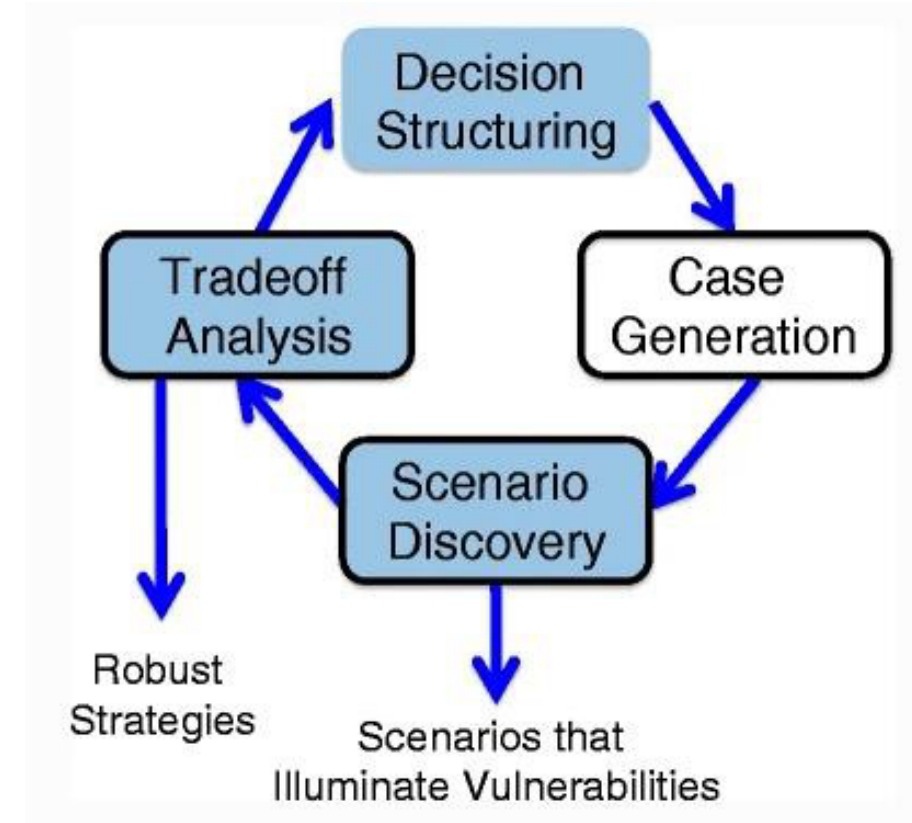 Decision
Structuring
Tradeoff
Analysis
Case
Generation
Scenario
Discovery
Robust
Strategies
Scenarios that
Illuminate Vulnerabilities